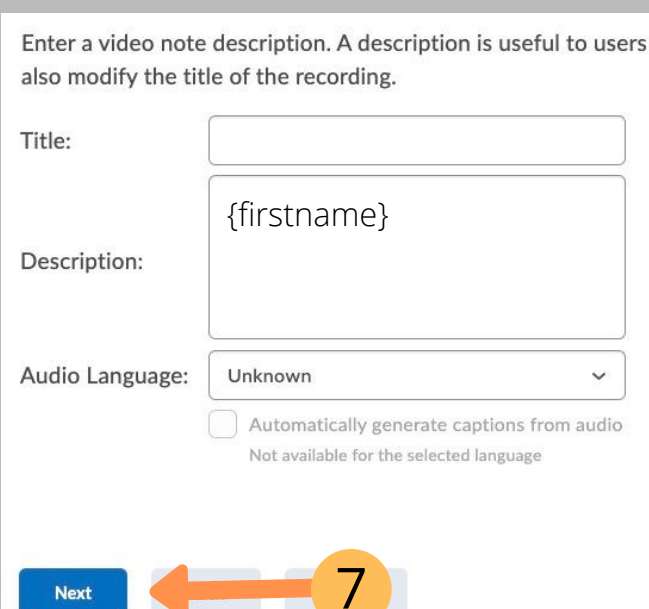 Enter a video note description. A description is useful to users
also modify the title of the recording.
Title:
{firstname}
Description:
Audio Language:
Unknown
Automatically generate captions from audio
Not available for the selected language
Next
7